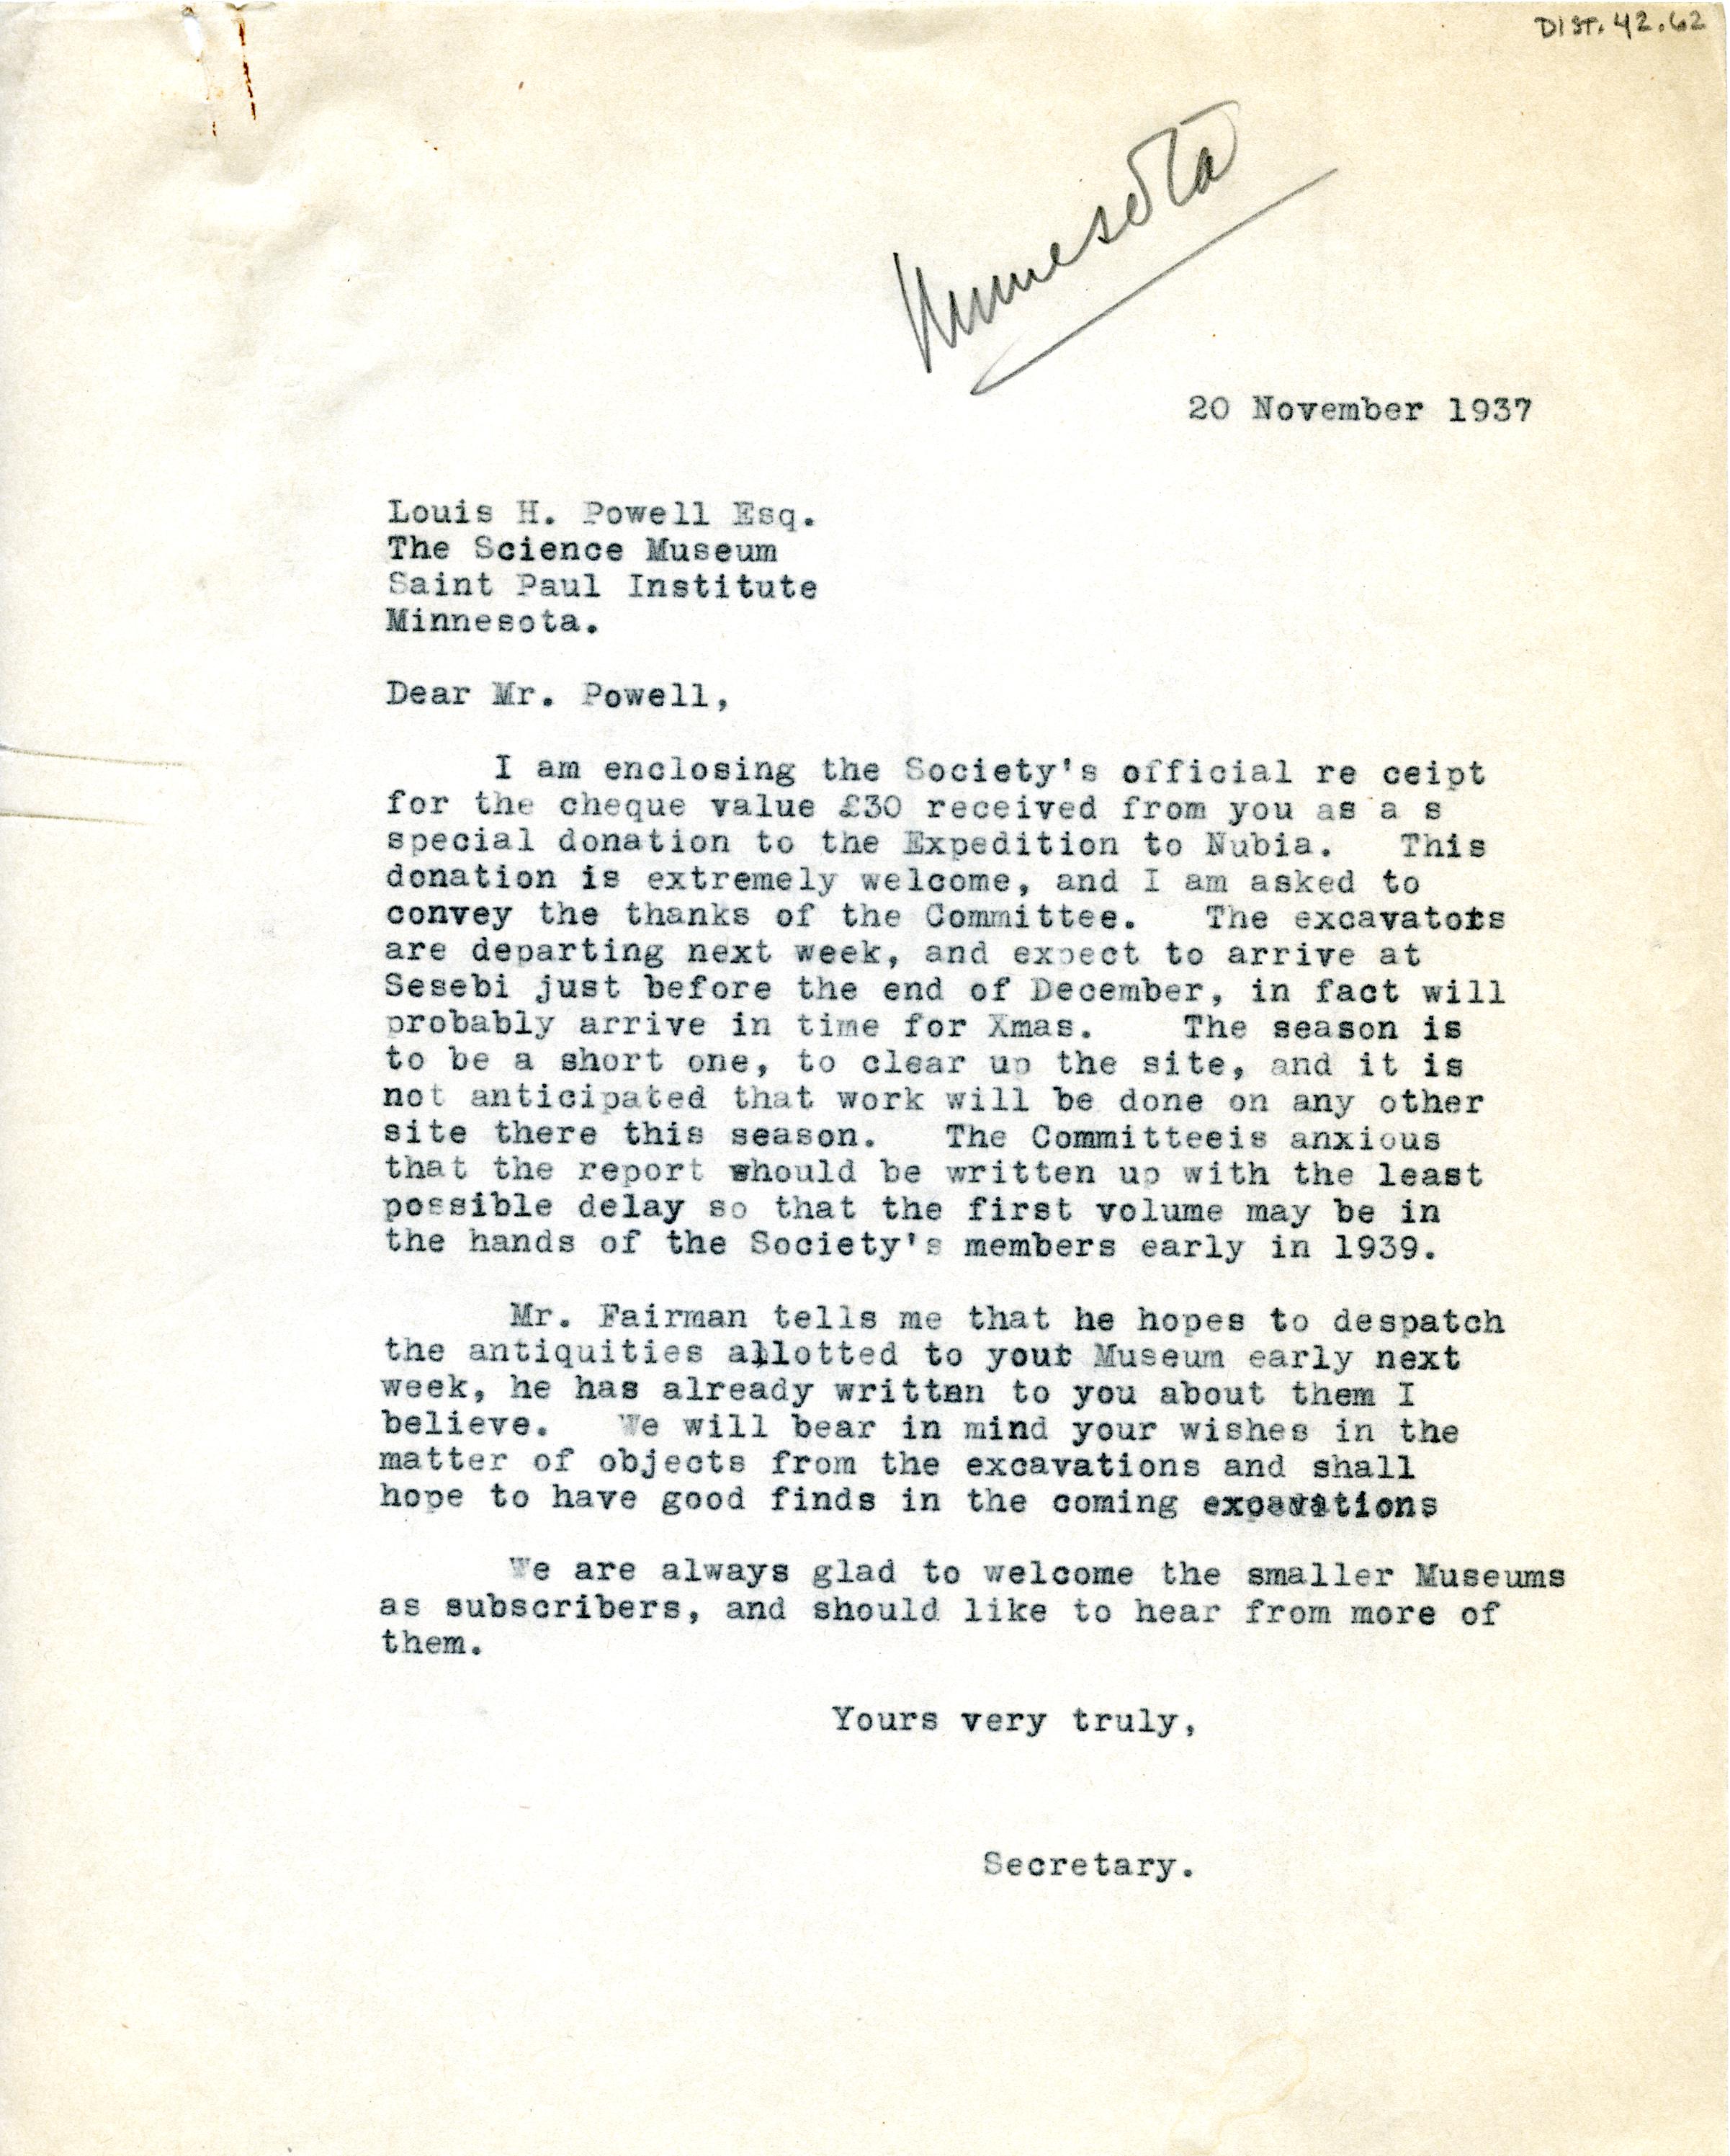 DIST. 42.62
Minnesota
20 November 1937
Louis H. Powell Esq.
The Science Museum
Saint Paul Institute
Minnesota.
Dear Mr. Powell,
I am enclosing the Society's official re ceipt
for the cheque value £30 received from you as a s
special donation to the Expedition to Nubia. This
donation is extremely welcome, and I am asked to
convey the thanks of the Committee. The excavators
are departing next week, and expect to arrive at
Sesebi just before the end of December, in fact will
probably arrive in time for Xmas. The season is
to be a short one, to clear up the site, and it is
not anticipated that work will be done on any other
site there this season. The Committeeis anxious
that the report should be written up with the least
possible delay so that the first volume may be in
the hands of the Society's members early in 1939.
Mr. Fairman tells me that he hopes to despatch
the antiquities allotted to your Museum early next
week, he has already written to you about them I
believe. We will bear in mind your wishes in the
matter of objects from the excavations and shall
hope to have good finds in the coming
We are always glad to welcome the smaller Museums
as subscribers, and should like to hear from more of
them.
Yours very truly,
Secretary.